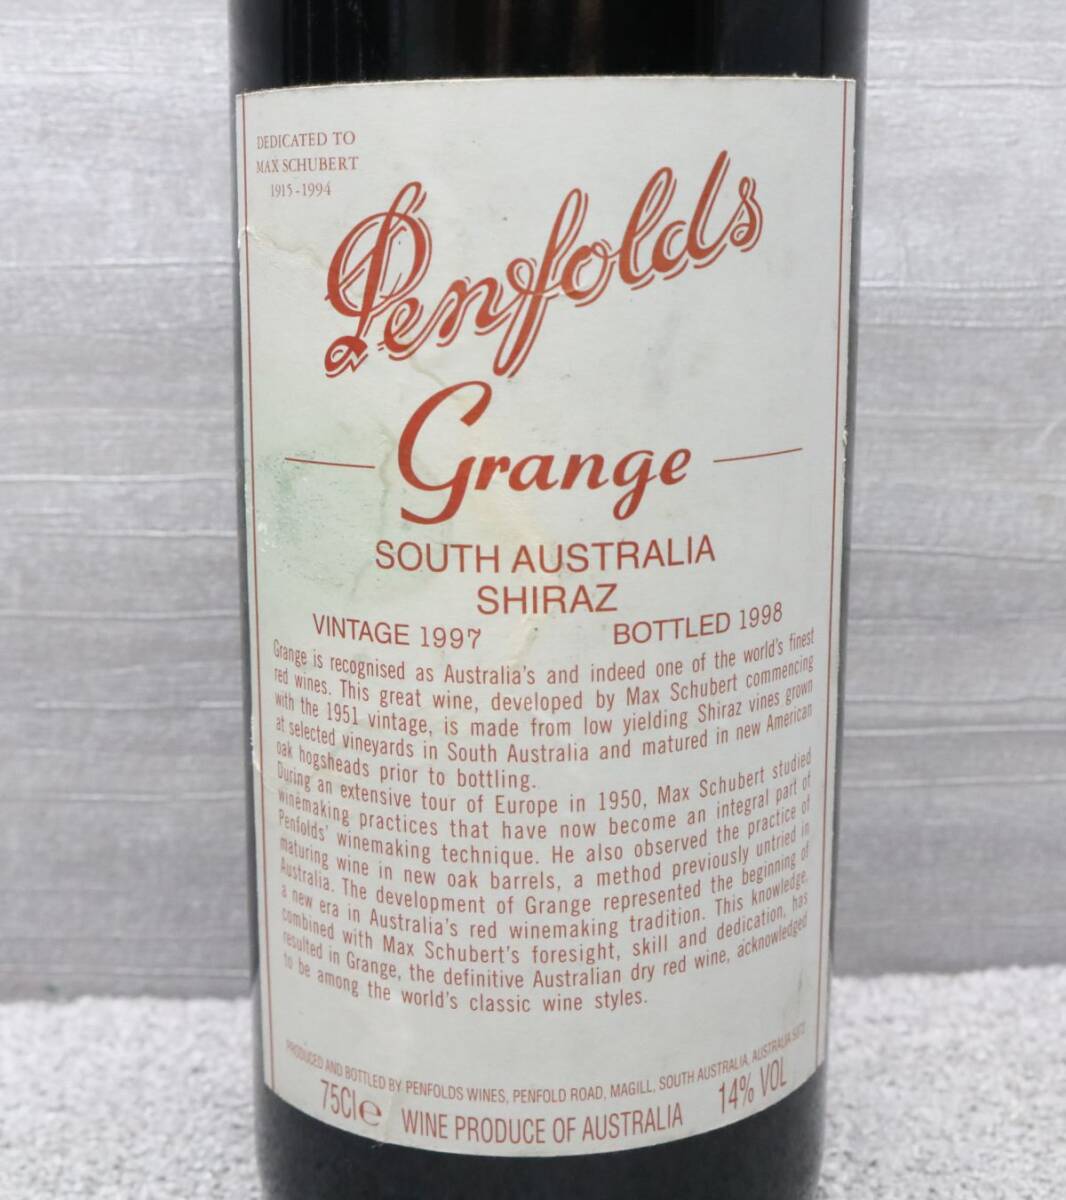 DEDICATED TO
MAX SCHUBERT
1915-1994
Penfolds
Grange
SOUTH AUSTRALIA
SHIRAZ
VINTAGE 1997 BOTTLED 1998
Grange is recognised as Australia's and indeed one of the world's finest
red wines. This great wine, developed by Max Schubert commencing
with the 1951 vintage, is made from low yielding Shiraz vines grown
at selected vineyards in South Australia and matured in new American
oak hogsheads prior to bottling.
During an extensive tour of Europe in 1950, Max Schubert studied
winemaking practices that have now become an integral part of
Penfolds' winemaking technique. He also observed the practice of
maturing wine in new oak barrels, a method previously untried in
Australia. The development of Grange represented the beginning of
a new era in Australia's red winemaking tradition. This knowledge,
combined with Max Schubert's foresight, skill and dedication, has
resulted in Grange, the definitive Australian dry red wine, acknowledged
to be among the world's classic wine styles.
PRODUCED AND BOTTLED BY PENFOLDS WINES, PENFOLD ROAD, MAGILL, SOUTH AUSTRALIA, AUSTRALIA 5072
75Cl e WINE PRODUCE OF AUSTRALIA 14% VOL